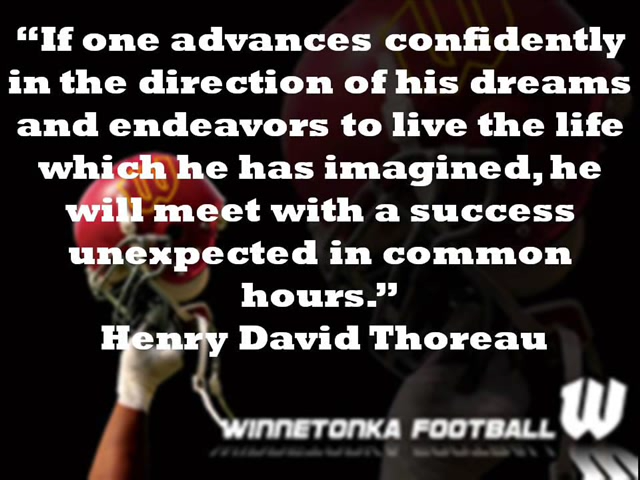 “If one advances confidently
in the direction of his dreams
and endeavors to live the life
which he has imagined, he
will meet with a success
unexpected in common
hours.”
Henry David Thoreau
WINNETONKA FOOTBALL W